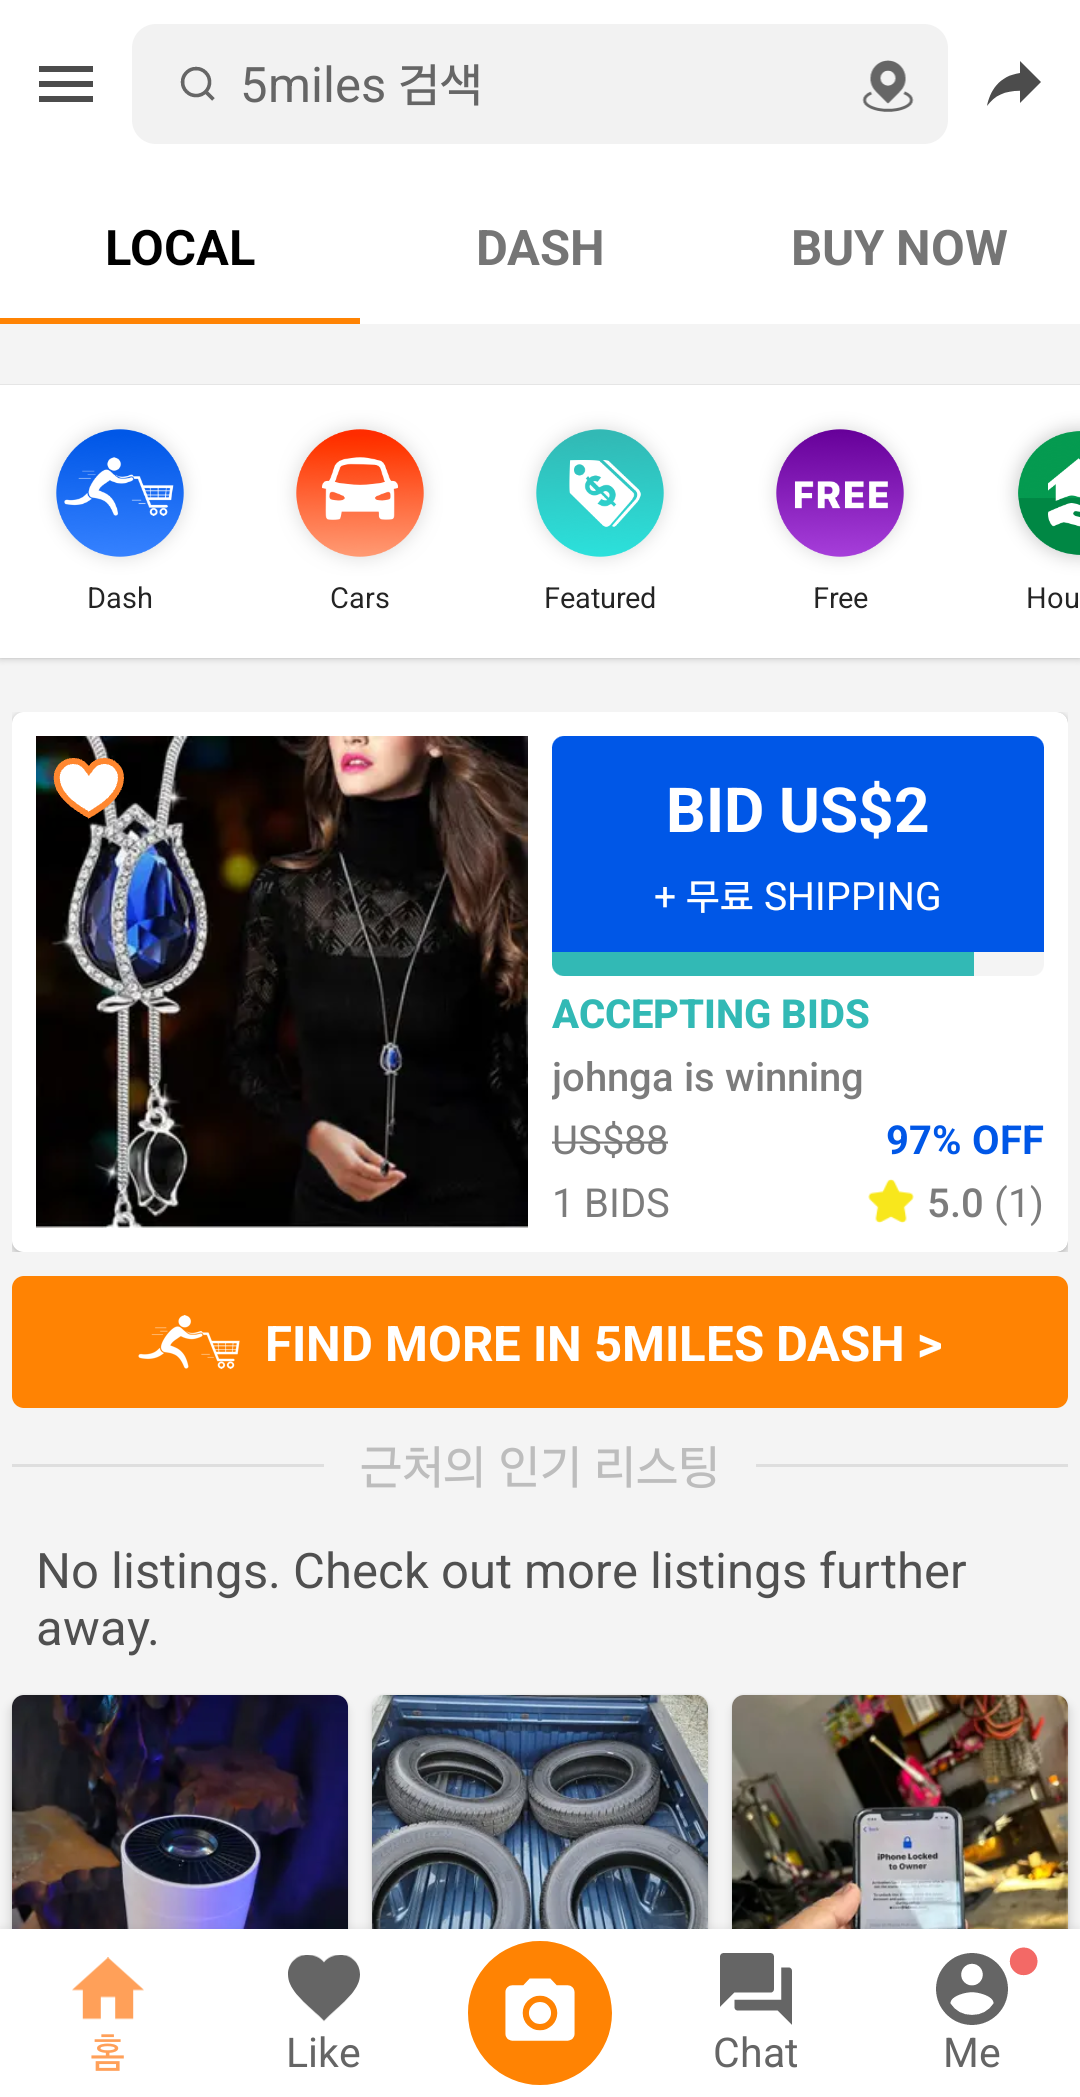 5miles 검색
LOCAL
DASH
BUY NOW
FREE
Dash
Cars
Featured
Free
Hou
BID US$2
+ 무료 SHIPPING
ACCEPTING BIDS
johnga is winning
US$88
97% OFF
1 BIDS
5.0 (1)
FIND MORE IN 5MILES DASH >
근처의 인기 리스팅
No listings. Check out more listings further
away.
iPhone Locked
to Owner
홈
Like
Chat
Me